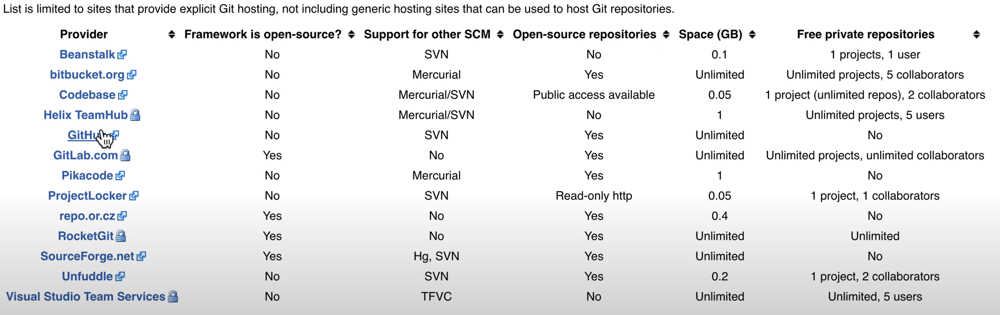 List is limited to sites that provide explicit Git hosting, not including generic hosting sites that can be used to host Git repositories.
Provider Framework is open-source? Support for other SCM Open-source repositories Space (GB) Free private repositories
Beanstalk No SVN No 0.1 1 projects, 1 user
bitbucket.org No Mercurial Yes Unlimited Unlimited projects, 5 collaborators
Codebase No Mercurial/SVN Public access available 0.05 1 project (unlimited repos), 2 collaborators
Helix TeamHub No Mercurial/SVN No 1 Unlimited projects, 5 users
GitHub No SVN Yes Unlimited No
GitLab.com Yes No Yes Unlimited Unlimited projects, unlimited collaborators
Pikacode No Mercurial Yes 1 No
ProjectLocker No SVN Read-only http 0.05 1 project, 1 collaborators
repo.or.cz Yes No Yes 0.4 No
RocketGit Yes No Yes Unlimited Unlimited
SourceForge.net Yes Hg, SVN Yes Unlimited No
Unfuddle No SVN Yes 0.2 1 project, 2 collaborators
Visual Studio Team Services No TFVC No Unlimited Unlimited, 5 users